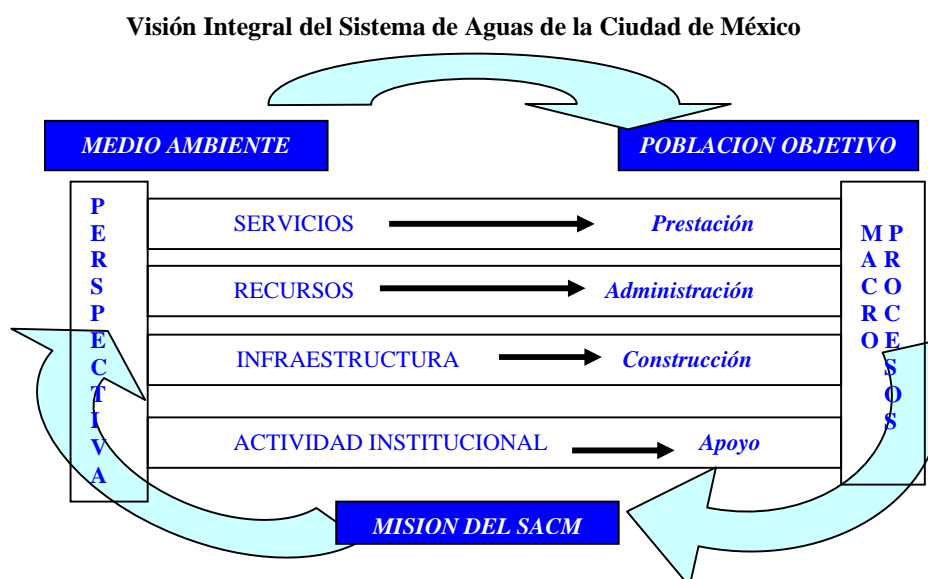 Visión Integral del Sistema de Aguas de la Ciudad de México
MEDIO AMBIENTE
POBLACION OBJETIVO
PERSPECTIVA
SERVICIOS Prestación
RECURSOS Administración
INFRAESTRUCTURA Construcción
ACTIVIDAD INSTITUCIONAL Apoyo
MACRO
PROCESOS
MISION DEL SACM